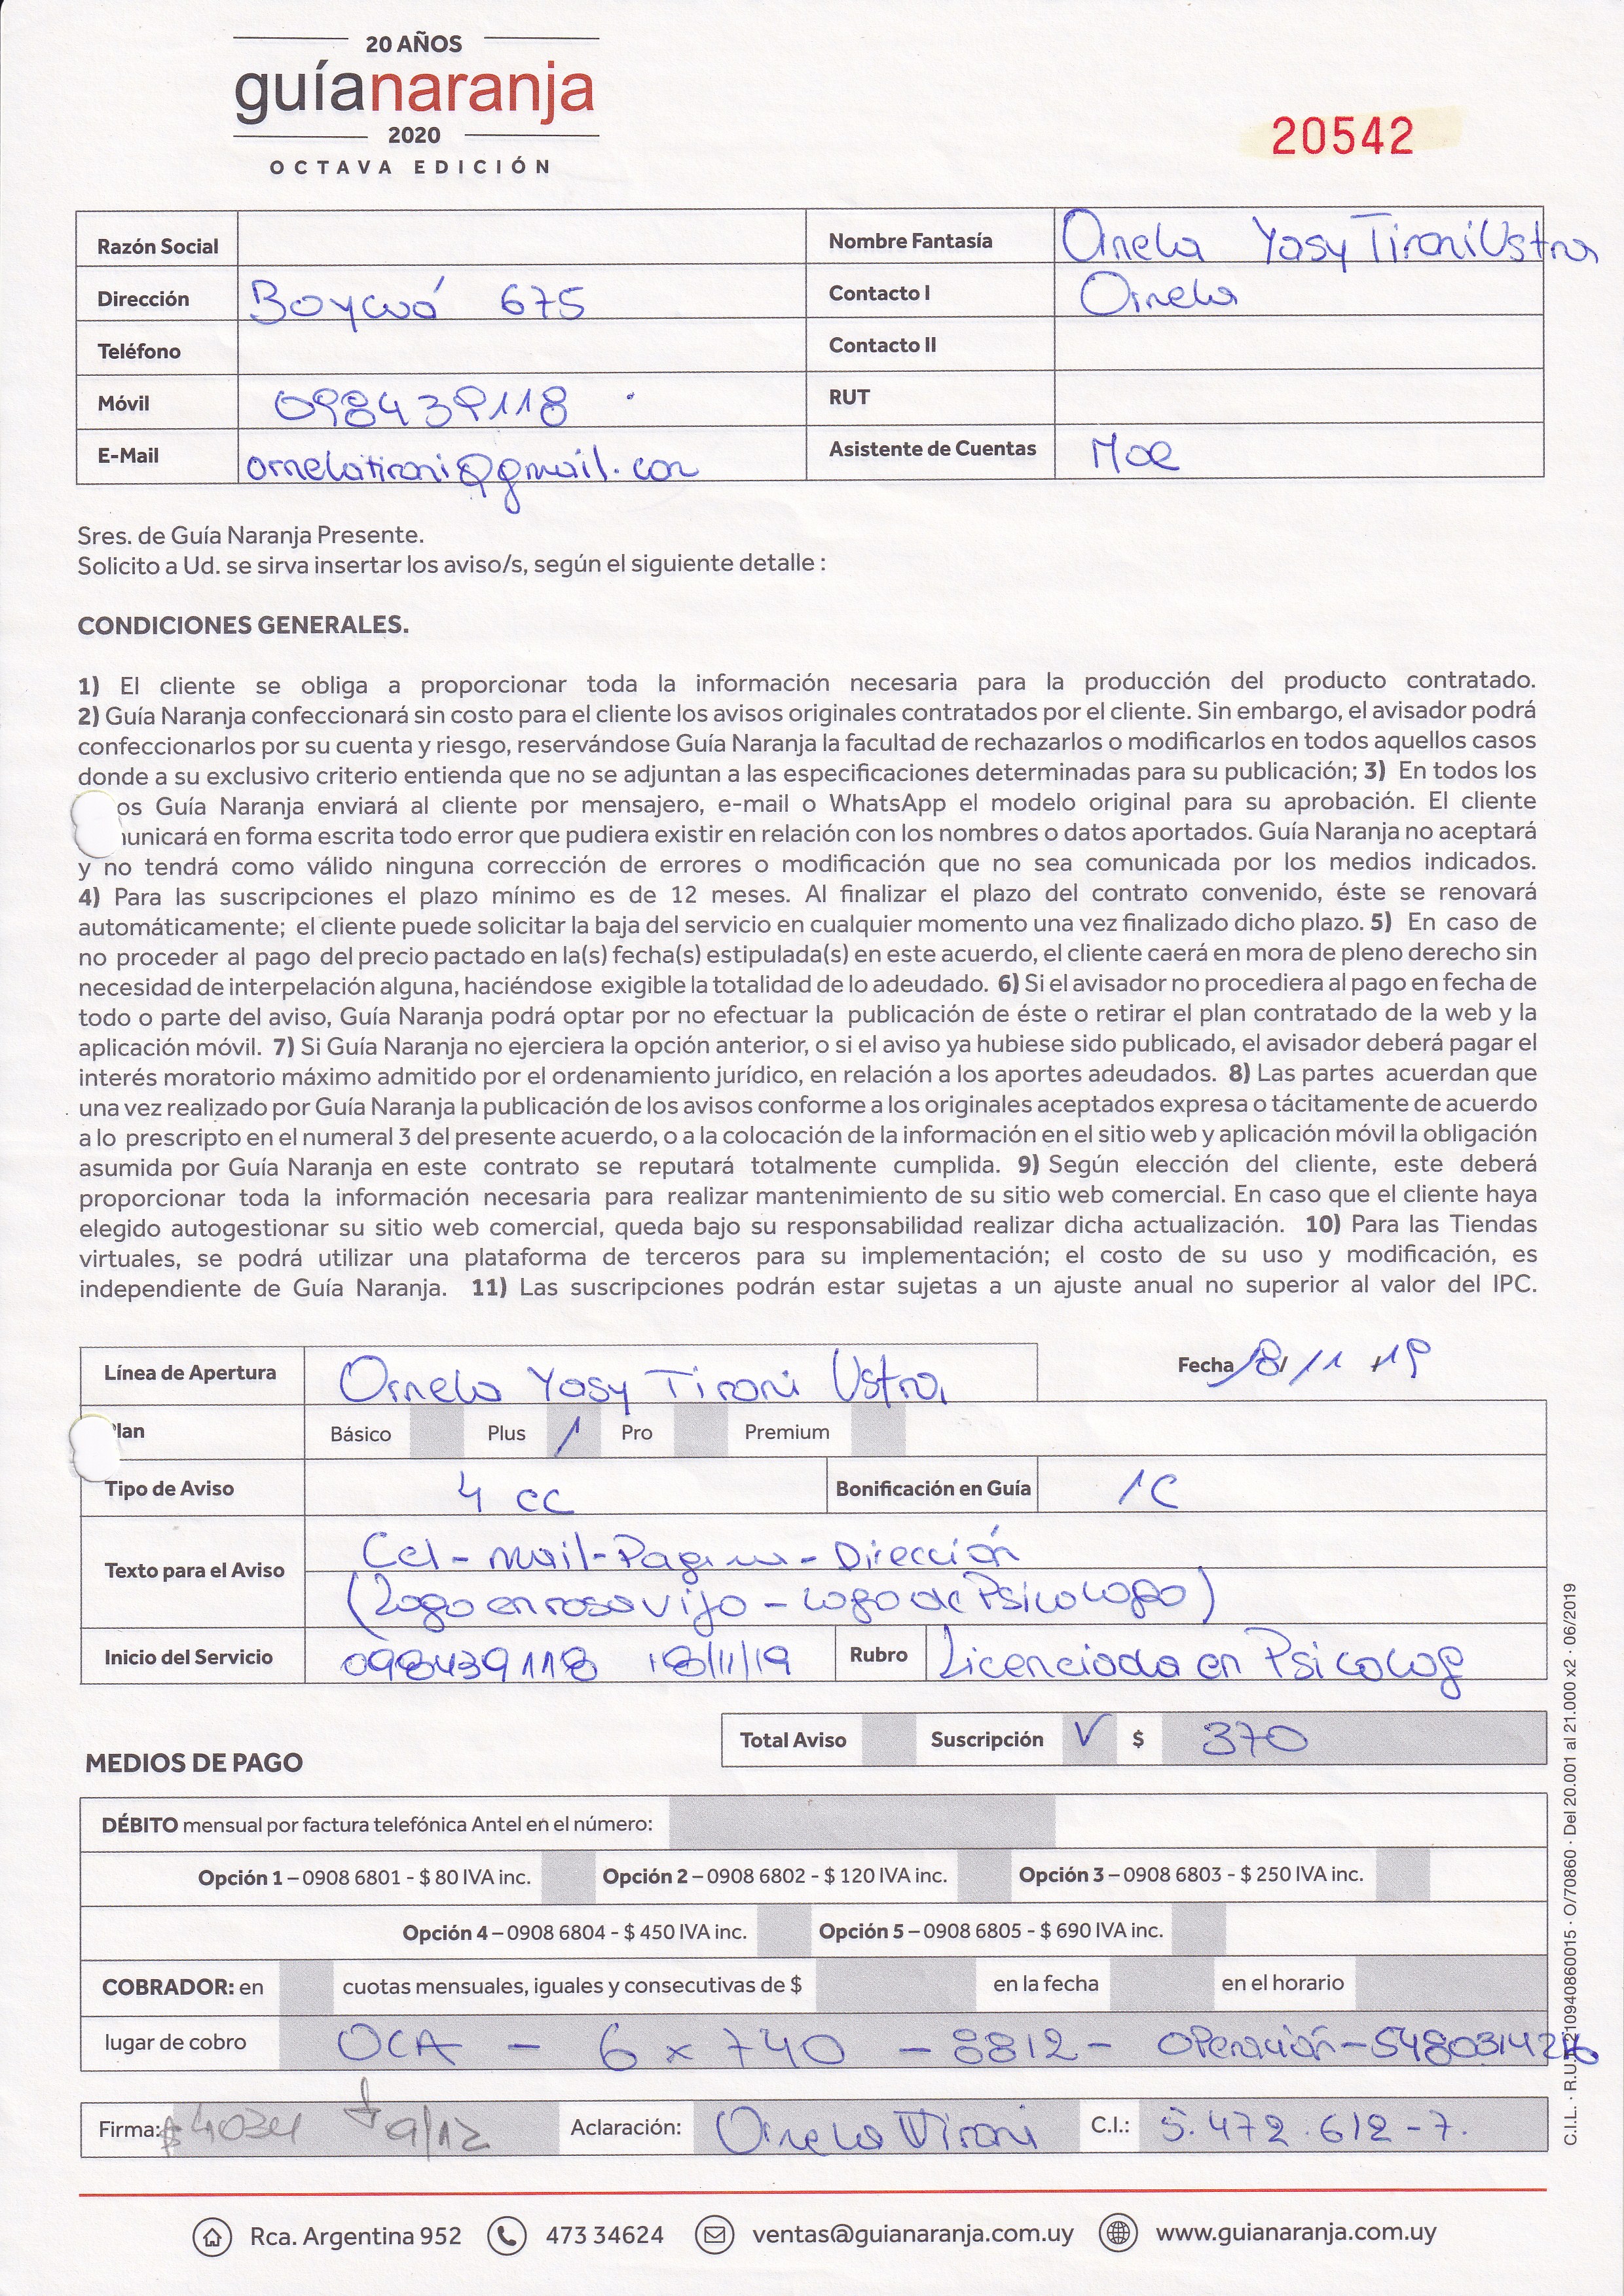 20 AÑOS
guíanaranja
2020
OCTAVA EDICIÓN
20542
Razón Social
Nombre Fantasía Ornela Yasy Tironi Ustra
Dirección Boycuá 675
Contacto I Ornela
Teléfono
Contacto II
Móvil 098439118
RUT
E-Mail ornelatironi@gmail.com
Asistente de Cuentas Moe
Sres. de Guía Naranja Presente.
Solicito a Ud. se sirva insertar los aviso/s, según el siguiente detalle :
CONDICIONES GENERALES.
1) El cliente se obliga a proporcionar toda la información necesaria para la producción del producto contratado.
2) Guía Naranja confeccionará sin costo para el cliente los avisos originales contratados por el cliente. Sin embargo, el avisador podrá
confeccionarlos por su cuenta y riesgo, reservándose Guía Naranja la facultad de rechazarlos o modificarlos en todos aquellos casos
donde a su exclusivo criterio entienda que no se adjuntan a las especificaciones determinadas para su publicación; 3) En todos los
os Guía Naranja enviará al cliente por mensajero, e-mail o WhatsApp el modelo original para su aprobación. El cliente
unicará en forma escrita todo error que pudiera existir en relación con los nombres o datos aportados. Guía Naranja no aceptará
y no tendrá como válido ninguna corrección de errores o modificación que no sea comunicada por los medios indicados.
4) Para las suscripciones el plazo mínimo es de 12 meses. Al finalizar el plazo del contrato convenido, éste se renovará
automáticamente; el cliente puede solicitar la baja del servicio en cualquier momento una vez finalizado dicho plazo. 5) En caso de
no proceder al pago del precio pactado en la(s) fecha(s) estipulada(s) en este acuerdo, el cliente caerá en mora de pleno derecho sin
necesidad de interpelación alguna, haciéndose exigible la totalidad de lo adeudado. 6) Si el avisador no procediera al pago en fecha de
todo o parte del aviso, Guía Naranja podrá optar por no efectuar la publicación de éste o retirar el plan contratado de la web y la
aplicación móvil. 7) Si Guía Naranja no ejerciera la opción anterior, o si el aviso ya hubiese sido publicado, el avisador deberá pagar el
interés moratorio máximo admitido por el ordenamiento jurídico, en relación a los aportes adeudados. 8) Las partes acuerdan que
una vez realizado por Guía Naranja la publicación de los avisos conforme a los originales aceptados expresa o tácitamente de acuerdo
a lo prescripto en el numeral 3 del presente acuerdo, o a la colocación de la información en el sitio web y aplicación móvil la obligación
asumida por Guía Naranja en este contrato se reputará totalmente cumplida. 9) Según elección del cliente, este deberá
proporcionar toda la información necesaria para realizar mantenimiento de su sitio web comercial. En caso que el cliente haya
elegido autogestionar su sitio web comercial, queda bajo su responsabilidad realizar dicha actualización. 10) Para las Tiendas
virtuales, se podrá utilizar una plataforma de terceros para su implementación; el costo de su uso y modificación, es
independiente de Guía Naranja. 11) Las suscripciones podrán estar sujetas a un ajuste anual no superior al valor del IPC.
Línea de Apertura Ornela Yasy Tironi Ustra
Fecha 18/11/19
lan Básico Plus / Pro Premium
Tipo de Aviso 4 cc Bonificación en Guía 1C
Texto para el Aviso Cel - mail - Pagina - Dirección
(Logo en rosa viejo - logo de Psicologo)
Inicio del Servicio 098439118 18/11/19 Rubro Licenciada en Psicolog
Total Aviso Suscripción V $ 370
MEDIOS DE PAGO
DÉBITO mensual por factura telefónica Antel en el número:
Opción 1 – 0908 6801 - $ 80 IVA inc. Opción 2 – 0908 6802 - $ 120 IVA inc. Opción 3 – 0908 6803 - $ 250 IVA inc.
Opción 4 – 0908 6804 - $ 450 IVA inc. Opción 5 – 0908 6805 - $ 690 IVA inc.
COBRADOR: en cuotas mensuales, iguales y consecutivas de $ en la fecha en el horario
lugar de cobro OCA - 6 x 740 - 8812 - Operación -
Firma: $4034 9/12 Aclaración: Ornela Tironi C.I.: 5.472.612-7.
Rca. Argentina 952 473 34624 ventas@guianaranja.com.uy www.guianaranja.com.uy
C.I.L. · R.U.T. 210940860015 · O/70860 · Del 20.001 al 21.000 x2 · 06/2019